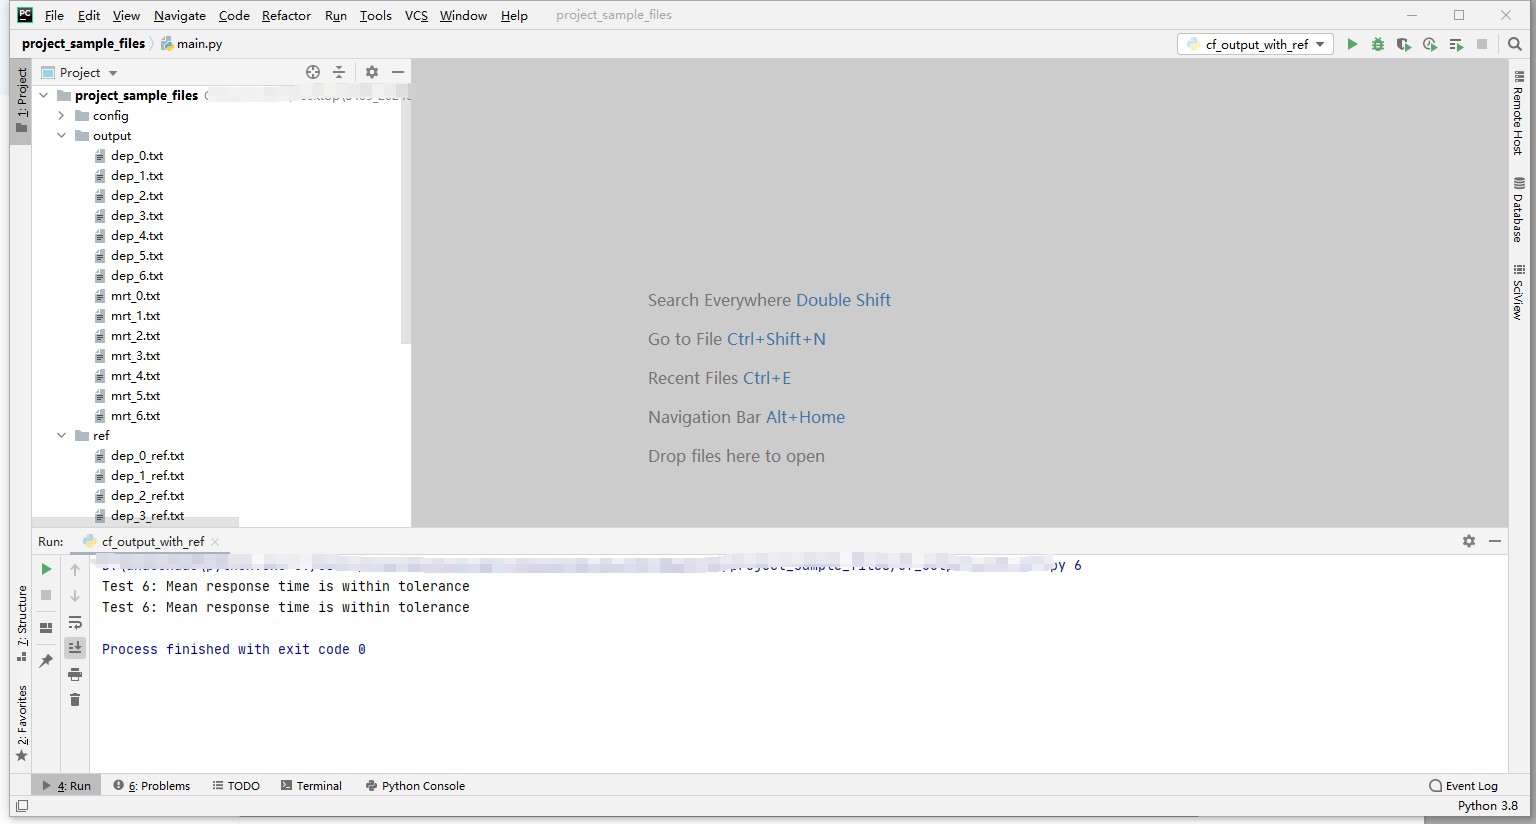 PC File Edit View Navigate Code Refactor Run Tools VCS Window Help project_sample_files
project_sample_files main.py cf_output_with_ref
1: Project
Project
project_sample_files
config
output
dep_0.txt
dep_1.txt
dep_2.txt
dep_3.txt
dep_4.txt
dep_5.txt
dep_6.txt
mrt_0.txt
mrt_1.txt
mrt_2.txt
mrt_3.txt
mrt_4.txt
mrt_5.txt
mrt_6.txt
ref
dep_0_ref.txt
dep_1_ref.txt
dep_2_ref.txt
dep_3_ref.txt
Search Everywhere Double Shift
Go to File Ctrl+Shift+N
Recent Files Ctrl+E
Navigation Bar Alt+Home
Drop files here to open
Remote Host
Database
SciView
Run: cf_output_with_ref
py 6
Test 6: Mean response time is within tolerance
Test 6: Mean response time is within tolerance
Process finished with exit code 0
7: Structure
2: Favorites
4: Run 6: Problems TODO Terminal Python Console Event Log
Python 3.8